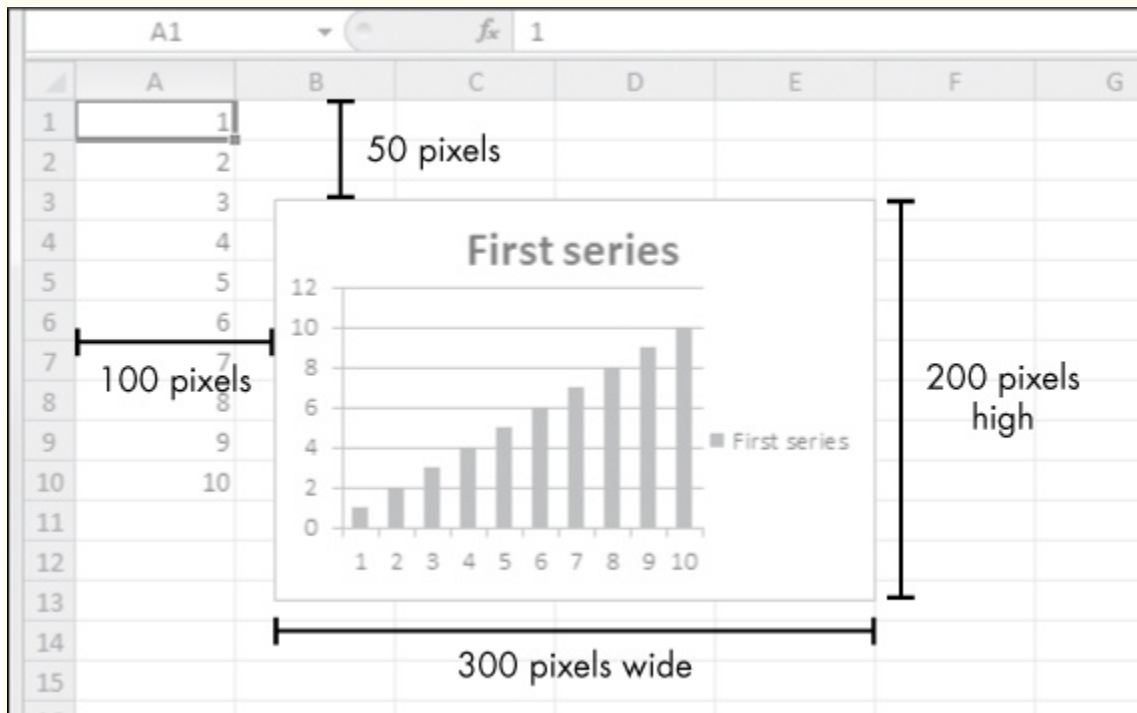 A1 fx 1
A B C D E F G
1 1
2 2
50 pixels
3 3
4 4
First series
5 5
12
6 6
10
7 7
100 pixels
8
8 8
200 pixels
high
6
9 9
4
First series
10 10
2
11
0
12
1 2 3 4 5 6 7 8 9 10
13
14
300 pixels wide
15